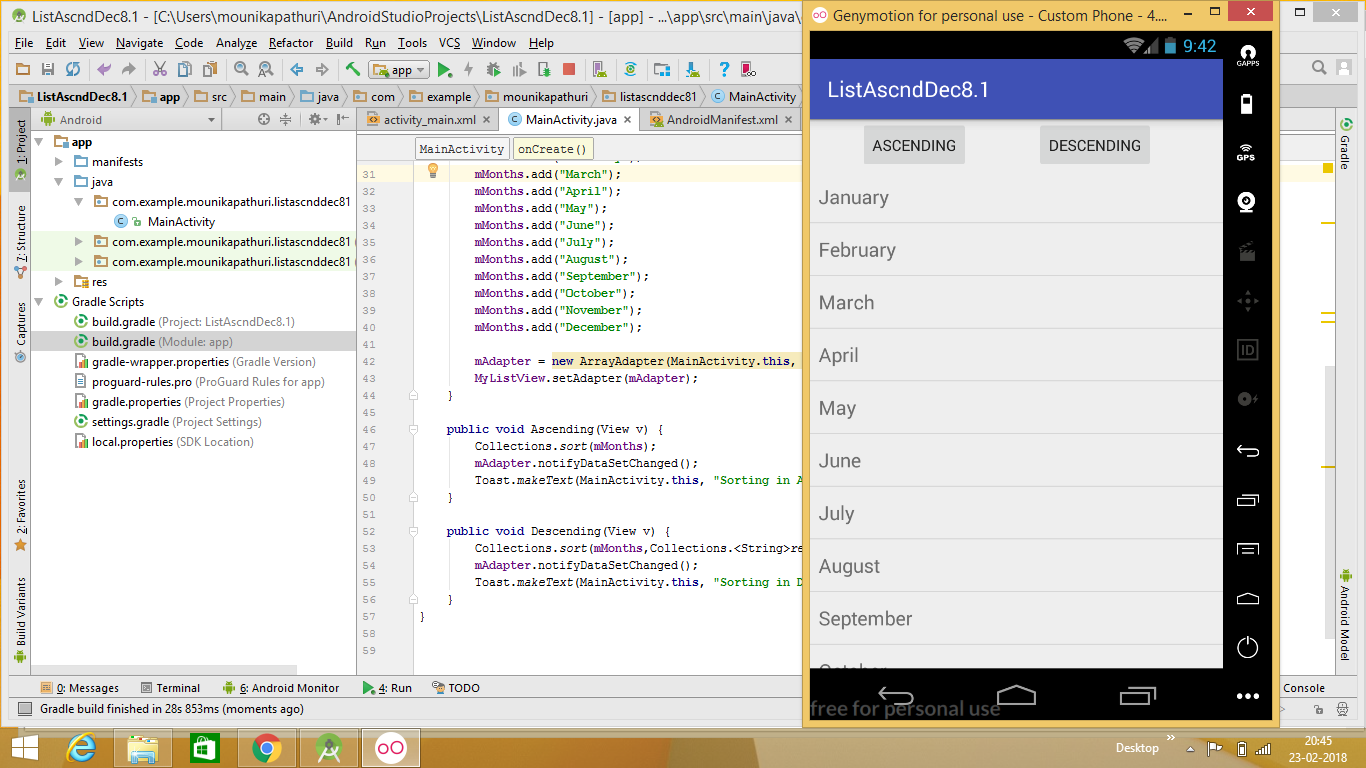 ListAscndDec8.1 - [C:\Users\mounikapathuri\AndroidStudioProjects\ListAscndDec8.1] - [app] - ...\app\src\main\java\
File Edit View Navigate Code Analyze Refactor Build Run Tools VCS Window Help
app
ListAscndDec8.1 app src main java com example mounikapathuri listascnddec81 MainActivity
Android
activity_main.xml MainActivity.java AndroidManifest.xml
MainActivity onCreate()
1: Project
7: Structure
Captures
2: Favorites
Build Variants
app
manifests
java
com.example.mounikapathuri.listascnddec81
MainActivity
com.example.mounikapathuri.listascnddec81 (
com.example.mounikapathuri.listascnddec81 (
res
Gradle Scripts
build.gradle (Project: ListAscndDec8.1)
build.gradle (Module: app)
gradle-wrapper.properties (Gradle Version)
proguard-rules.pro (ProGuard Rules for app)
gradle.properties (Project Properties)
settings.gradle (Project Settings)
local.properties (SDK Location)
31 mMonths.add("March");
32 mMonths.add("April");
33 mMonths.add("May");
34 mMonths.add("June");
35 mMonths.add("July");
36 mMonths.add("August");
37 mMonths.add("September");
38 mMonths.add("October");
39 mMonths.add("November");
40 mMonths.add("December");
41
42 mAdapter = new ArrayAdapter(MainActivity.this,
43 MyListView.setAdapter(mAdapter);
44 }
45
46 public void Ascending(View v) {
47 Collections.sort(mMonths);
48 mAdapter.notifyDataSetChanged();
49 Toast.makeText(MainActivity.this, "Sorting in A
50 }
51
52 public void Descending(View v) {
53 Collections.sort(mMonths,Collections.<String>re
54 mAdapter.notifyDataSetChanged();
55 Toast.makeText(MainActivity.this, "Sorting in D
56 }
57 }
58
59
Genymotion for personal use - Custom Phone - 4....
9:42
ListAscndDec8.1
ASCENDING DESCENDING
January
February
March
April
May
June
July
August
September
October
free for personal use
GAPPS
GPS
ID
Gradle
Android Model
0: Messages Terminal 6: Android Monitor 4: Run TODO
Console
Gradle build finished in 28s 853ms (moments ago)
Desktop
20:45
23-02-2018